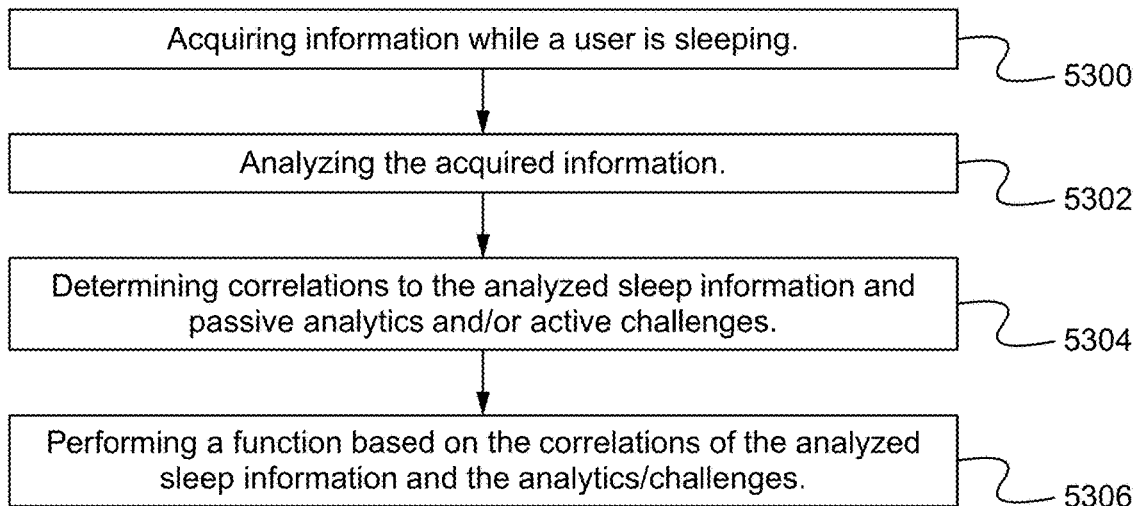 Acquiring information while a user is sleeping.
5300
Analyzing the acquired information.
5302
Determining correlations to the analyzed sleep information and
passive analytics and/or active challenges.
5304
Performing a function based on the correlations of the analyzed
sleep information and the analytics/challenges.
5306